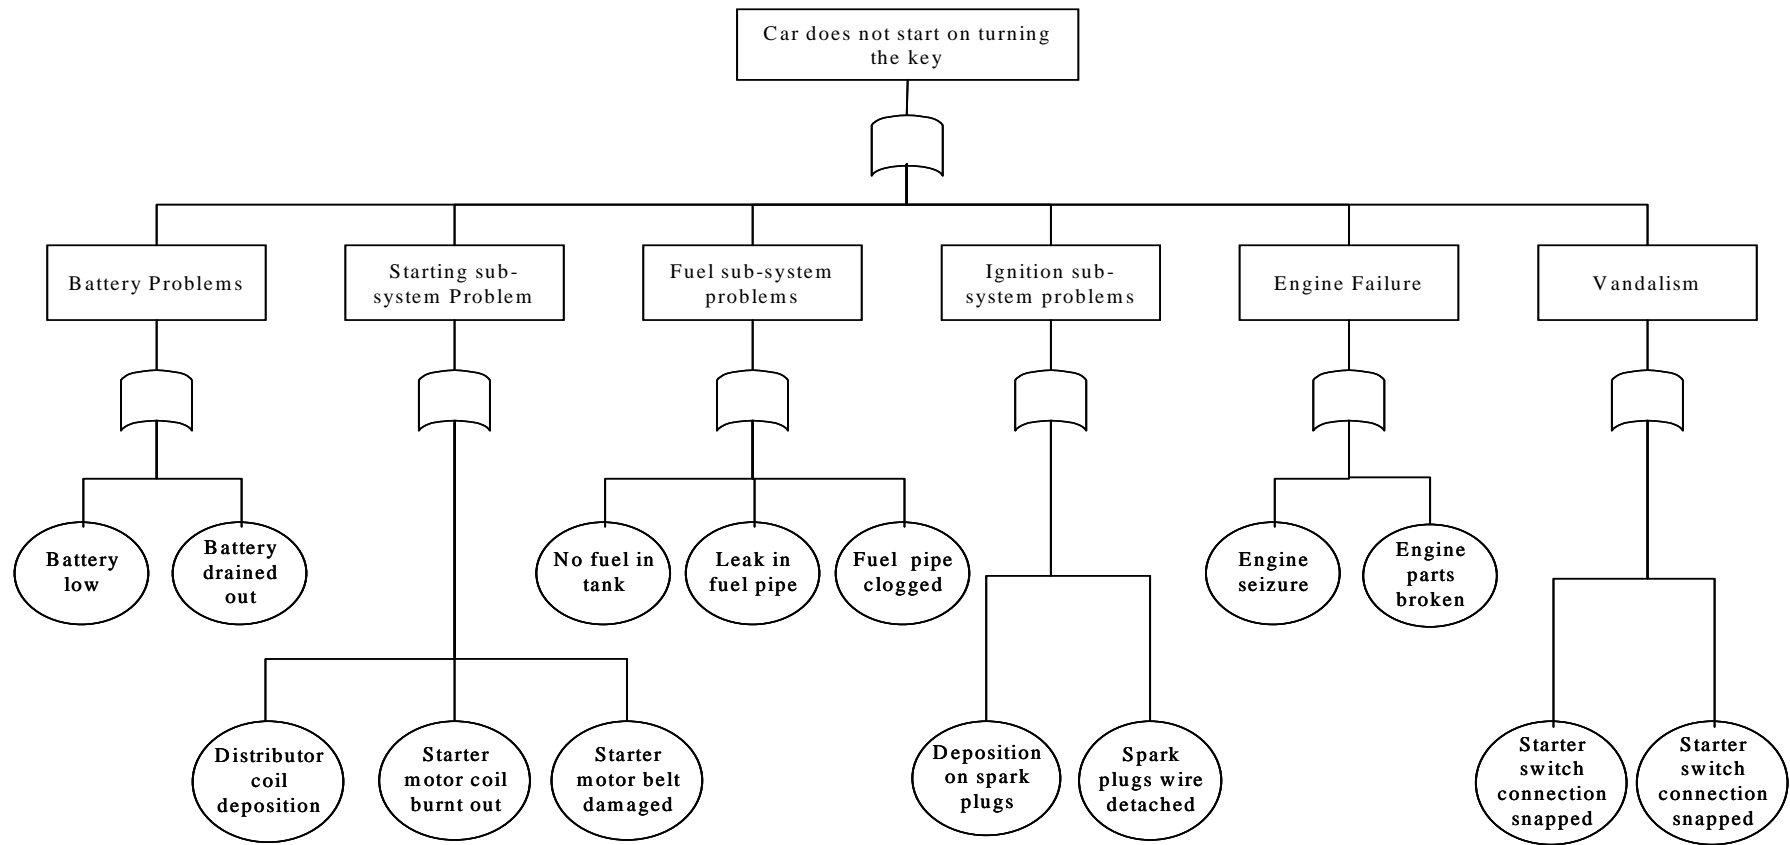 Car does not start on turning
the key
Battery Problems
Starting sub-
system Problem
Fuel sub-system
problems
Ignition sub-
system problems
Engine Failure
Vandalism
Battery
low
Battery
drained
out
No fuel in
tank
Leak in
fuel pipe
Fuel pipe
clogged
Engine
seizure
Engine
parts
broken
Distributor
coil
deposition
Starter
motor coil
burnt out
Starter
motor belt
damaged
Deposition
on spark
plugs
Spark
plugs wire
detached
Starter
switch
connection
snapped
Starter
switch
connection
snapped